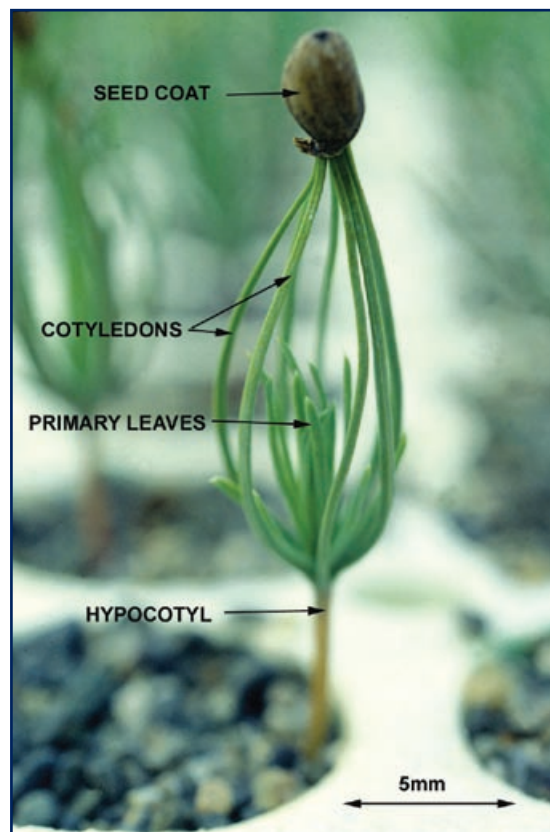 SEED COAT
COTYLEDONS
PRIMARY LEAVES
HYPOCOTYL
5mm